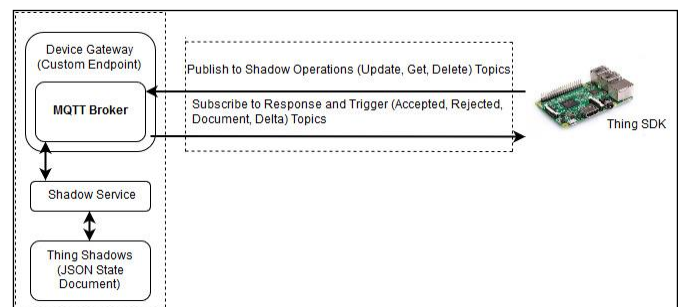 Device Gateway
(Custom Endpoint)
MQTT Broker
Publish to Shadow Operations (Update, Get, Delete) Topics
Subscribe to Response and Trigger (Accepted, Rejected,
Document, Delta) Topics
Thing SDK
Shadow Service
Thing Shadows
(JSON State
Document)